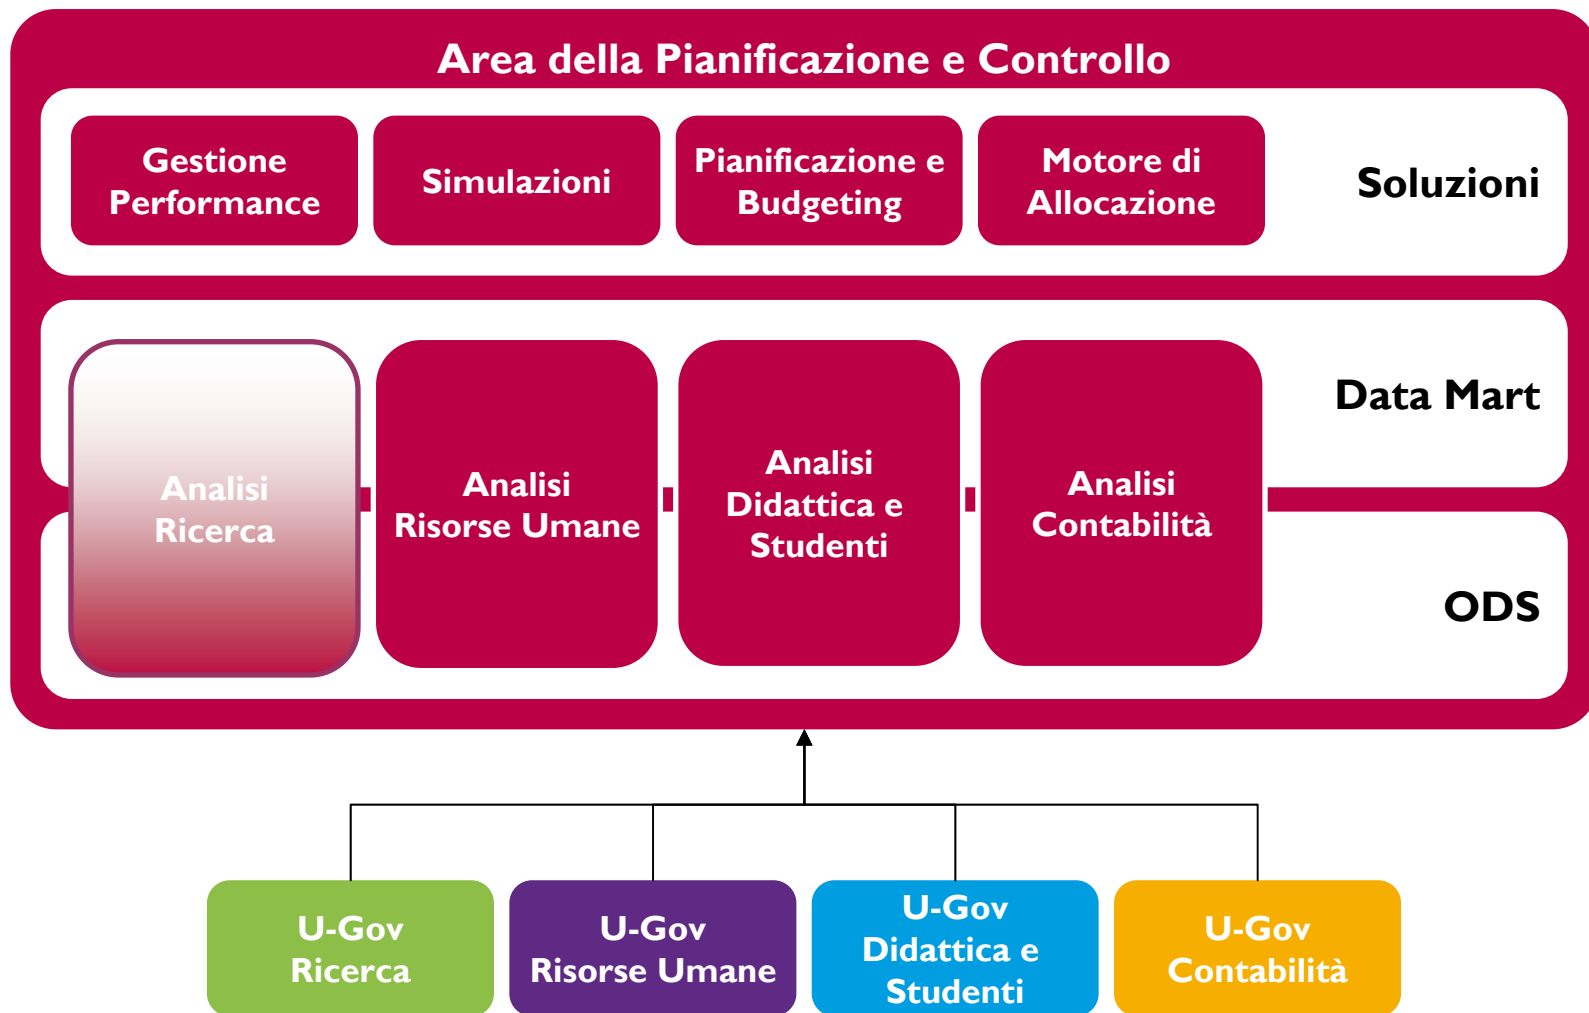 Area della Pianificazione e Controllo
Gestione
Performance
Simulazioni
Pianificazione e
Budgeting
Motore di
Allocazione
Soluzioni
Data Mart
Analisi
Ricerca
Analisi
Risorse Umane
Analisi
Didattica e
Studenti
Analisi
Contabilità
ODS
U-Gov
Ricerca
U-Gov
Risorse Umane
U-Gov
Didattica e
Studenti
U-Gov
Contabilità